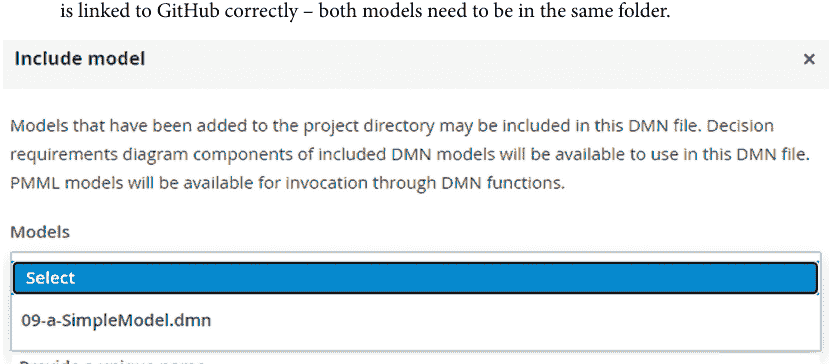 is linked to GitHub correctly – both models need to be in the same folder.
Include model ×
Models that have been added to the project directory may be included in this DMN file. Decision
requirements diagram components of included DMN models will be available to use in this DMN file.
PMML models will be available for invocation through DMN functions.
Models
Select
09-a-SimpleModel.dmn